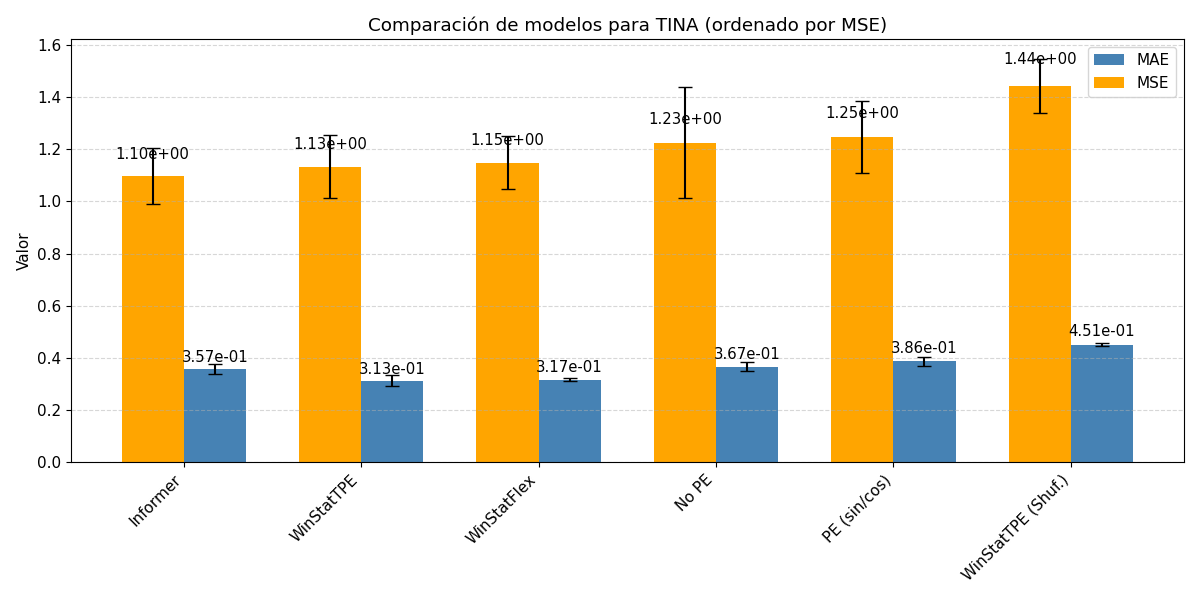 Comparación de modelos para TINA (ordenado por MSE)
MAE
MSE
Valor
1.6
1.4
1.2
1.0
0.8
0.6
0.4
0.2
0.0
1.10e+00
3.57e-01
1.13e+00
3.13e-01
1.15e+00
3.17e-01
1.23e+00
3.67e-01
1.25e+00
3.86e-01
1.44e+00
4.51e-01
Informer
WinStatTPE
WinStatFlex
No PE
PE (sin/cos)
WinStatTPE (Shuf.)